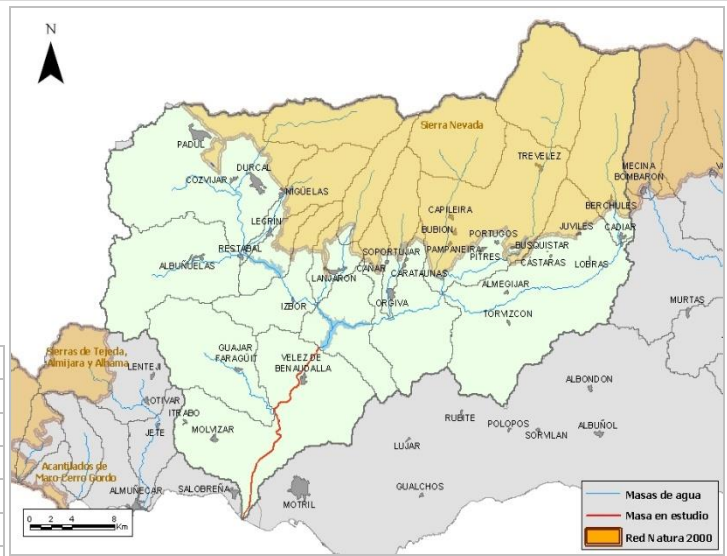 N
Sierra Nevada
PADUL
DURCAL
COZVIJAR
NIGÜELAS
TREVELEZ
MECINA
BOMBARON
LECRIN
CAPILEIRA
BERCHULES
BUBION
PORTUGOS
JUVILES
CADIAR
RESTABAL
SOPORTUJAR
PAMPANEIRA
BUSQUISTAR
ALBUÑUELAS
LANJARON
CAÑAR
CARATAUNAS
PITRES
CASTARAS
LOBRAS
ALMEGIJAR
IZBOR
ORGIVA
MURTAS
TORVIZCON
Sierras de Tejeda,
Almijara y Alhama
LENTEJI
GUAJAR
FARAGÜIT
VELEZ DE
BENAUDALLA
ALBONDON
OTIVAR
ITRABO
JETE
MOLVIZAR
RUBITE
POLOPOS
SORVILAN
ALBUÑOL
LUJAR
Acantilados de
Maro-Cerro Gordo
ALMUÑECAR
SALOBREÑA
MOTRIL
GUALCHOS
0 2 4 8
Km
Masas de agua
Masa en estudio
Red Natura 2000